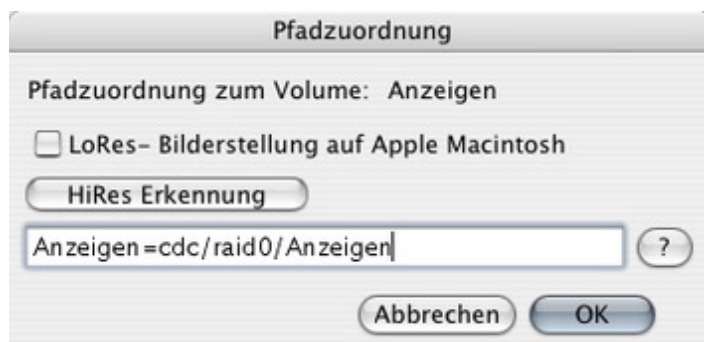 Pfadzuordnung
Pfadzuordnung zum Volume: Anzeigen
LoRes- Bilderstellung auf Apple Macintosh
HiRes Erkennung
Anzeigen=cdc/raid0/Anzeigen
?
Abbrechen OK